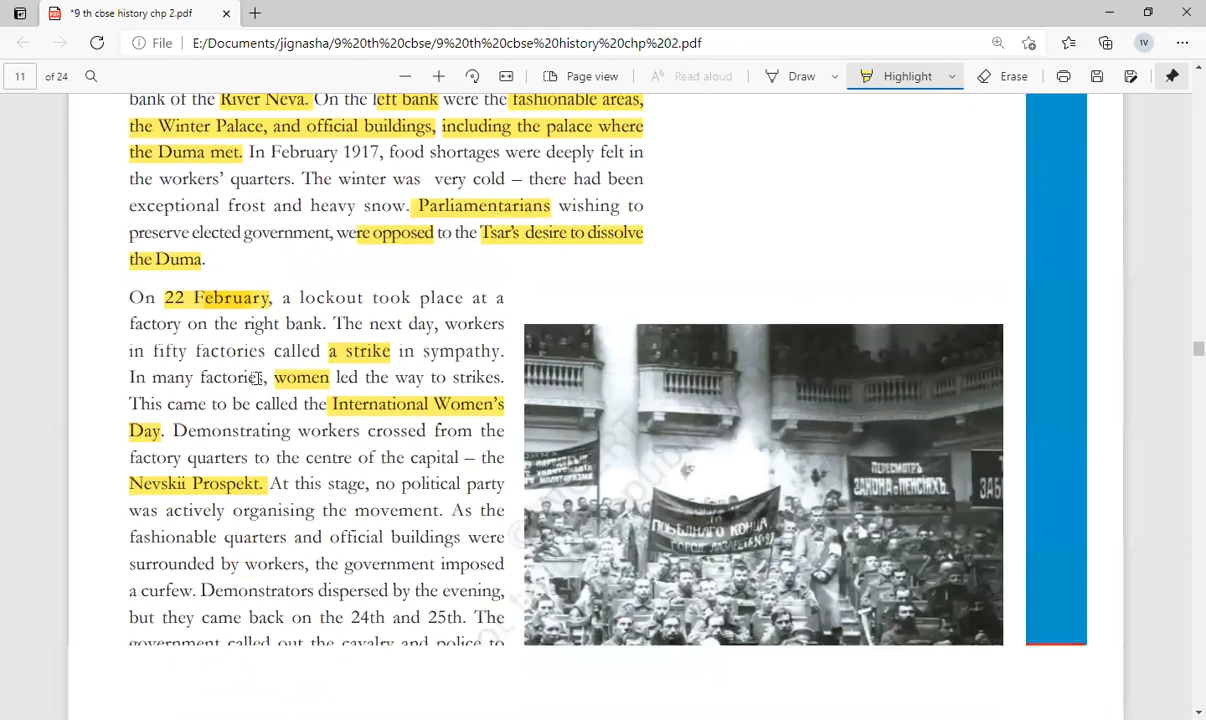 *9 th cbse history chp 2.pdf
File
E:/Documents/jignasha/9%20th%20cbse/9%20th%20cbse%20history%20chp%202.pdf
1V
11 of 24
Page view
Read aloud
Draw
Highlight
Erase
bank of the River Neva. On the left bank were the fashionable areas,
the Winter Palace, and official buildings, including the palace where
the Duma met. In February 1917, food shortages were deeply felt in
the workers' quarters. The winter was very cold – there had been
exceptional frost and heavy snow. Parliamentarians wishing to
preserve elected government, were opposed to the Tsar's desire to dissolve
the Duma.
On 22 February, a lockout took place at a
factory on the right bank. The next day, workers
in fifty factories called a strike in sympathy.
In many factories, women led the way to strikes.
This came to be called the International Women's
Day. Demonstrating workers crossed from the
factory quarters to the centre of the capital – the
Nevskii Prospekt. At this stage, no political party
was actively organising the movement. As the
fashionable quarters and official buildings were
surrounded by workers, the government imposed
a curfew. Demonstrators dispersed by the evening,
but they came back on the 24th and 25th. The
government called out the cavalry and police to
ПЕРЕСМОТРЪ
ЗАКОНА о ПЕНСІЯХЪ.
ПОБѢДНАГО КОНЦА